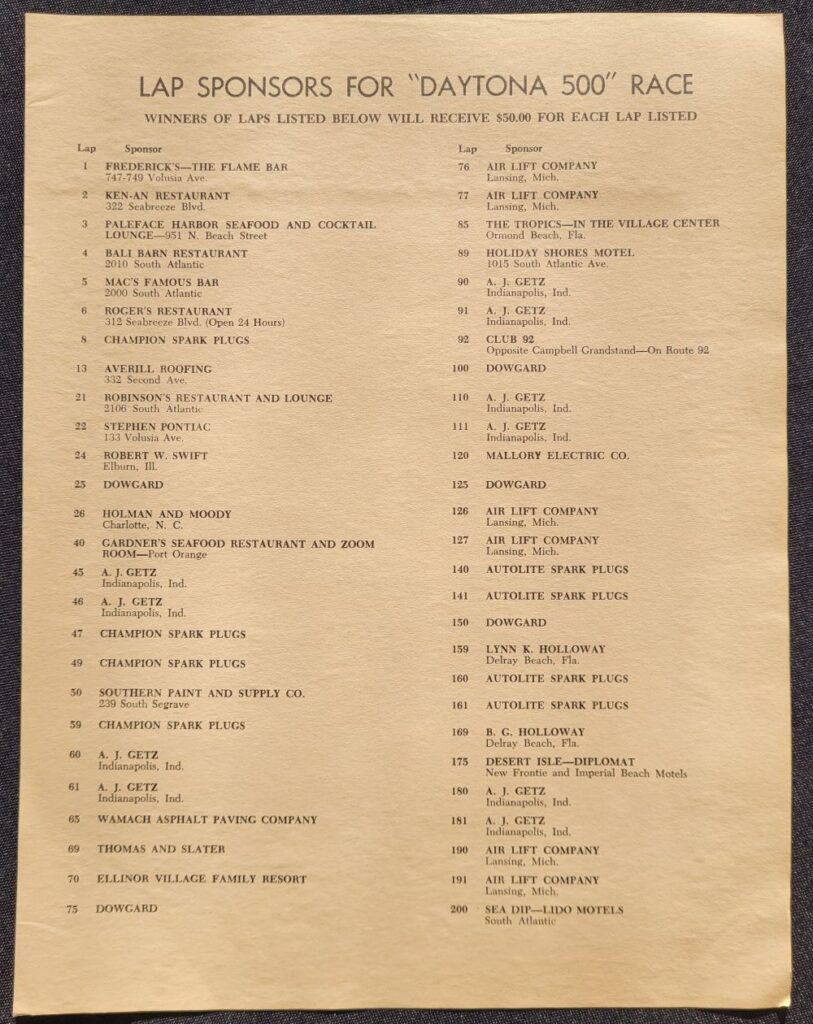 LAP SPONSORS FOR "DAYTONA 500" RACE
WINNERS OF LAPS LISTED BELOW WILL RECEIVE $50.00 FOR EACH LAP LISTED
Lap Sponsor
1 FREDERICK'S—THE FLAME BAR
747-749 Volusia Ave.
2 KEN-AN RESTAURANT
322 Seabreeze Blvd.
3 PALEFACE HARBOR SEAFOOD AND COCKTAIL
LOUNGE—951 N. Beach Street
4 BALI BARN RESTAURANT
2010 South Atlantic
5 MAC'S FAMOUS BAR
2000 South Atlantic
6 ROGER'S RESTAURANT
312 Seabreeze Blvd. (Open 24 Hours)
8 CHAMPION SPARK PLUGS
13 AVERILL ROOFING
332 Second Ave.
21 ROBINSON'S RESTAURANT AND LOUNGE
2106 South Atlantic
22 STEPHEN PONTIAC
133 Volusia Ave.
24 ROBERT W. SWIFT
Elburn, Ill.
25 DOWGARD
26 HOLMAN AND MOODY
Charlotte, N. C.
40 GARDNER'S SEAFOOD RESTAURANT AND ZOOM
ROOM—Port Orange
45 A. J. GETZ
Indianapolis, Ind.
46 A. J. GETZ
Indianapolis, Ind.
47 CHAMPION SPARK PLUGS
49 CHAMPION SPARK PLUGS
50 SOUTHERN PAINT AND SUPPLY CO.
239 South Segrave
59 CHAMPION SPARK PLUGS
60 A. J. GETZ
Indianapolis, Ind.
61 A. J. GETZ
Indianapolis, Ind.
65 WAMACH ASPHALT PAVING COMPANY
69 THOMAS AND SLATER
70 ELLINOR VILLAGE FAMILY RESORT
75 DOWGARD
Lap Sponsor
76 AIR LIFT COMPANY
Lansing, Mich.
77 AIR LIFT COMPANY
Lansing, Mich.
85 THE TROPICS—IN THE VILLAGE CENTER
Ormond Beach, Fla.
89 HOLIDAY SHORES MOTEL
1015 South Atlantic Ave.
90 A. J. GETZ
Indianapolis, Ind.
91 A. J. GETZ
Indianapolis, Ind.
92 CLUB 92
Opposite Campbell Grandstand—On Route 92
100 DOWGARD
110 A. J. GETZ
Indianapolis, Ind.
111 A. J. GETZ
Indianapolis, Ind.
120 MALLORY ELECTRIC CO.
125 DOWGARD
126 AIR LIFT COMPANY
Lansing, Mich.
127 AIR LIFT COMPANY
Lansing, Mich.
140 AUTOLITE SPARK PLUGS
141 AUTOLITE SPARK PLUGS
150 DOWGARD
159 LYNN K. HOLLOWAY
Delray Beach, Fla.
160 AUTOLITE SPARK PLUGS
161 AUTOLITE SPARK PLUGS
169 B. G. HOLLOWAY
Delray Beach, Fla.
175 DESERT ISLE—DIPLOMAT
New Frontie and Imperial Beach Motels
180 A. J. GETZ
Indianapolis, Ind.
181 A. J. GETZ
Indianapolis, Ind.
190 AIR LIFT COMPANY
Lansing, Mich.
191 AIR LIFT COMPANY
Lansing, Mich.
200 SEA DIP—LIDO MOTELS
South Atlantic